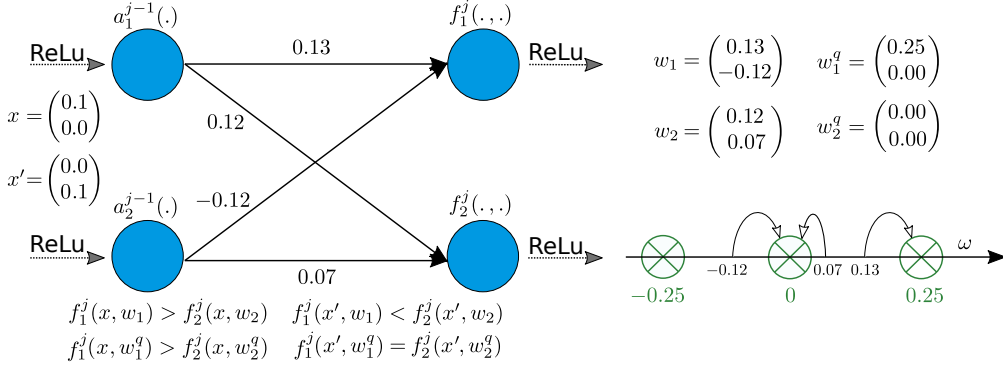 a_1^{j-1}(.)
f_1^j(.,.)
ReLu
0.13
ReLu
w_1 = (0.13 −0.12)
w_1^q = (0.25 0.00)
x = (0.1 0.0)
0.12
w_2 = (0.12 0.07)
w_2^q = (0.00 0.00)
x′ = (0.0 0.1)
a_2^{j-1}(.)
−0.12
f_2^j(.,.)
ReLu
0.07
ReLu
ω
−0.12
0.07
0.13
−0.25
0
0.25
f_1^j(x, w_1) > f_2^j(x, w_2)
f_1^j(x′, w_1) < f_2^j(x′, w_2)
f_1^j(x, w_1^q) > f_2^j(x, w_2^q)
f_1^j(x′, w_1^q) = f_2^j(x′, w_2^q)